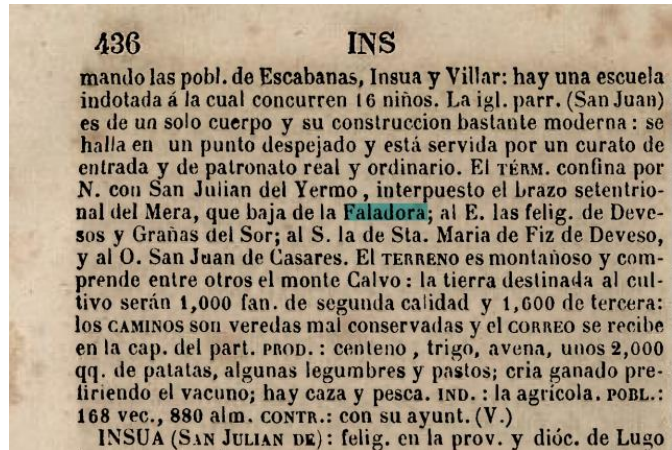 436 INS
mando las pobl. de Escabanas, Insua y Villar: hay una escuela
indotada á la cual concurren 16 niños. La igl. parr. (San Juan)
es de un solo cuerpo y su construccion bastante moderna: se
halla en un punto despejado y está servida por un curato de
entrada y de patronato real y ordinario. El TÉRM. confina por
N. con San Julian del Yermo, interpuesto el brazo setentrio-
nal del Mera, que baja de la Faladora; al E. las felig. de Deve-
sos y Grañas del Sor; al S. la de Sta. Maria de Fiz de Deveso,
y al O. San Juan de Casares. El TERRENO es montañoso y com-
prende entre otros el monte Calvo: la tierra destinada al cul-
tivo serán 1,000 fan. de segunda calidad y 1,600 de tercera:
los CAMINOS son veredas mal conservadas y el CORREO se recibe
en la cap. del part. PROD.: centeno, trigo, avena, unos 2,000
qq. de patatas, algunas legumbres y pastos; cria ganado pre-
firiendo el vacuno; hay caza y pesca. IND.: la agrícola. POBL.:
168 vec., 880 alm. CONTR.: con su ayunt. (V.)
INSUA (SAN JULIAN DE): felig. en la prov. y dióc. de Lugo